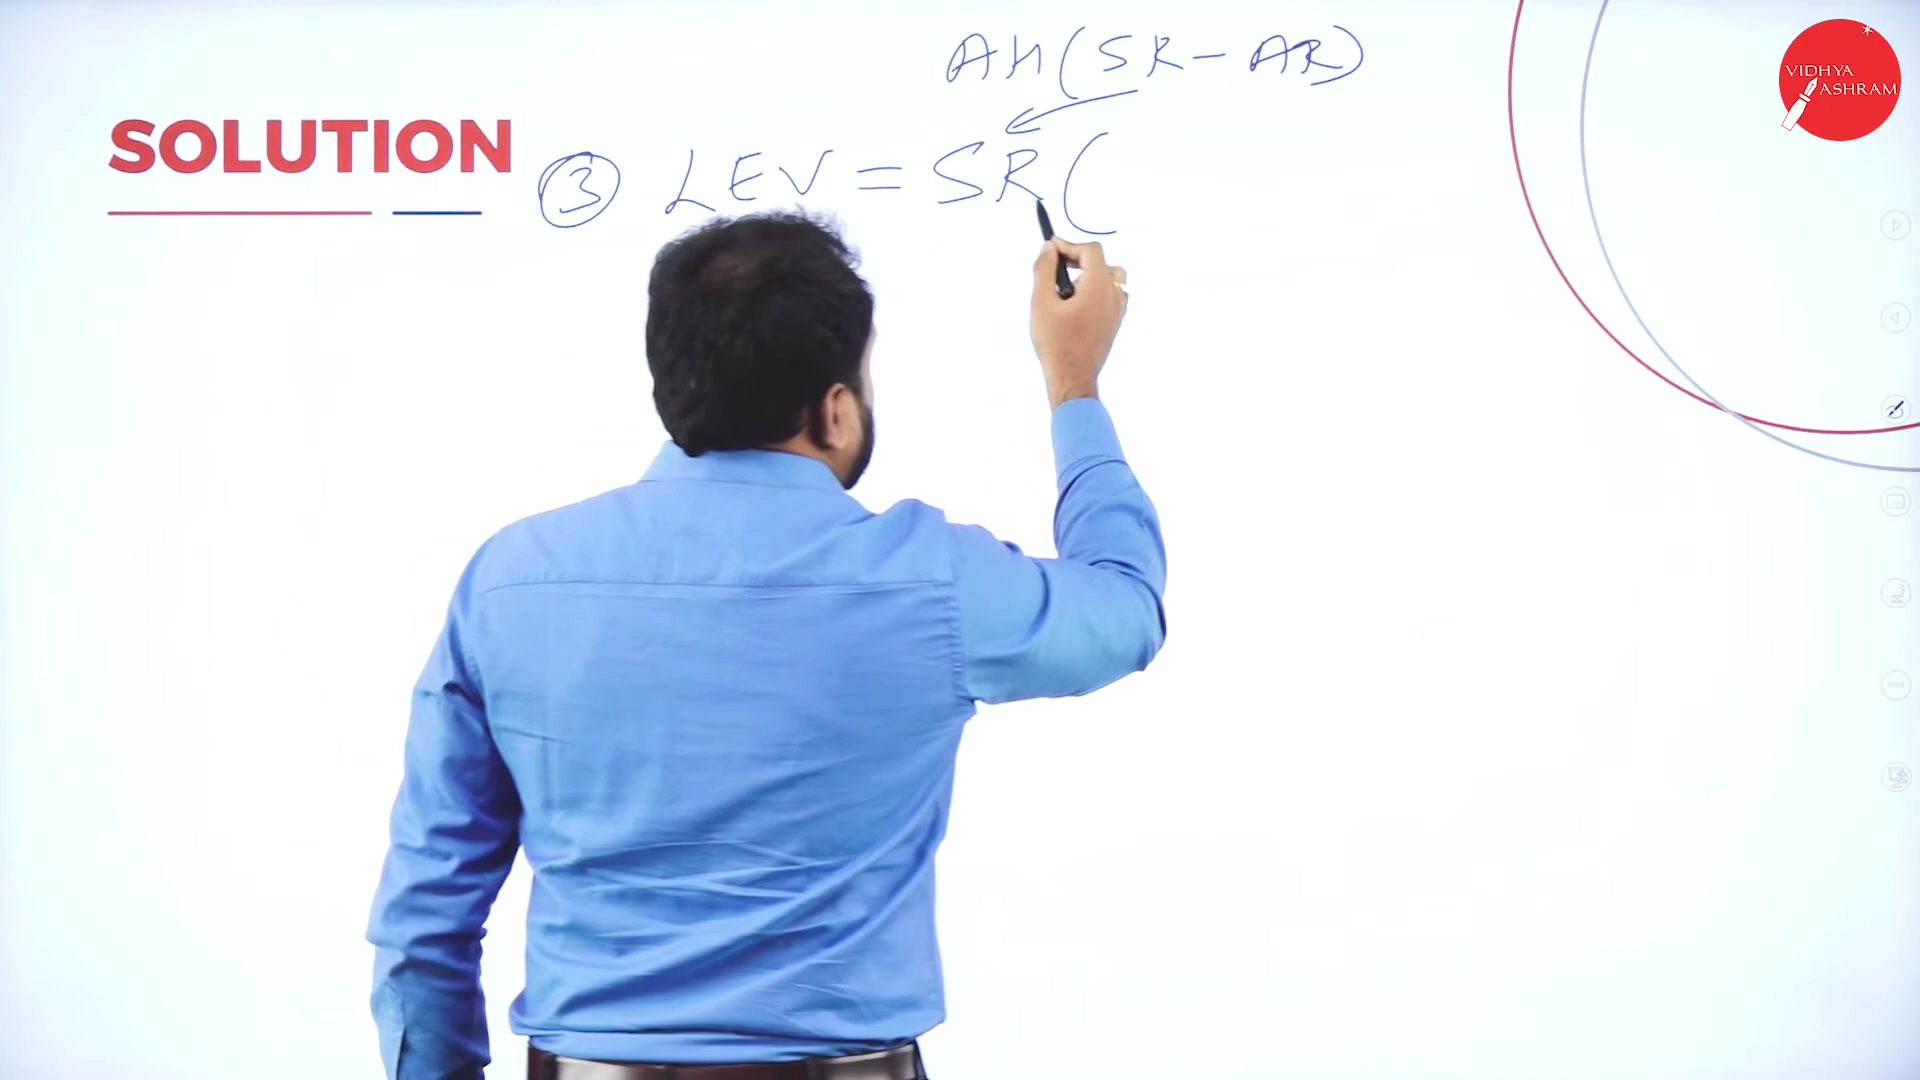 AH (SR - AR)
SOLUTION
③ LEV = SR (
VIDHYA
ASHRAM